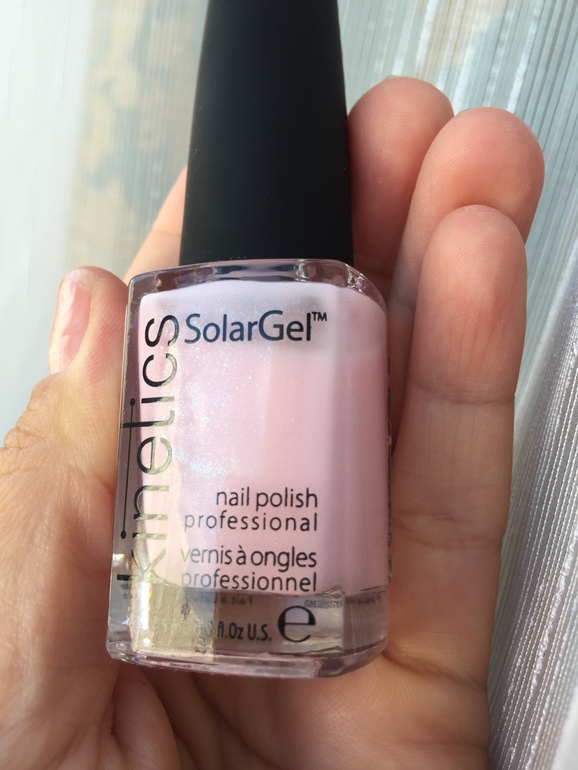 kinetics
SolarGel™
nail polish
professional
vernis à ongles
professionnel
fl.Oz U.S. e